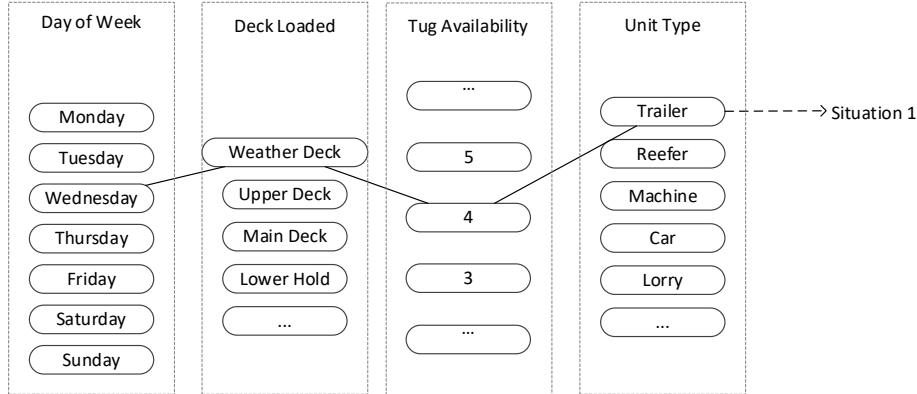 Day of Week
Monday
Tuesday
Wednesday
Thursday
Friday
Saturday
Sunday
Deck Loaded
Weather Deck
Upper Deck
Main Deck
Lower Hold
...
Tug Availability
...
5
4
3
...
Unit Type
Trailer
Reefer
Machine
Car
Lorry
...
Situation 1